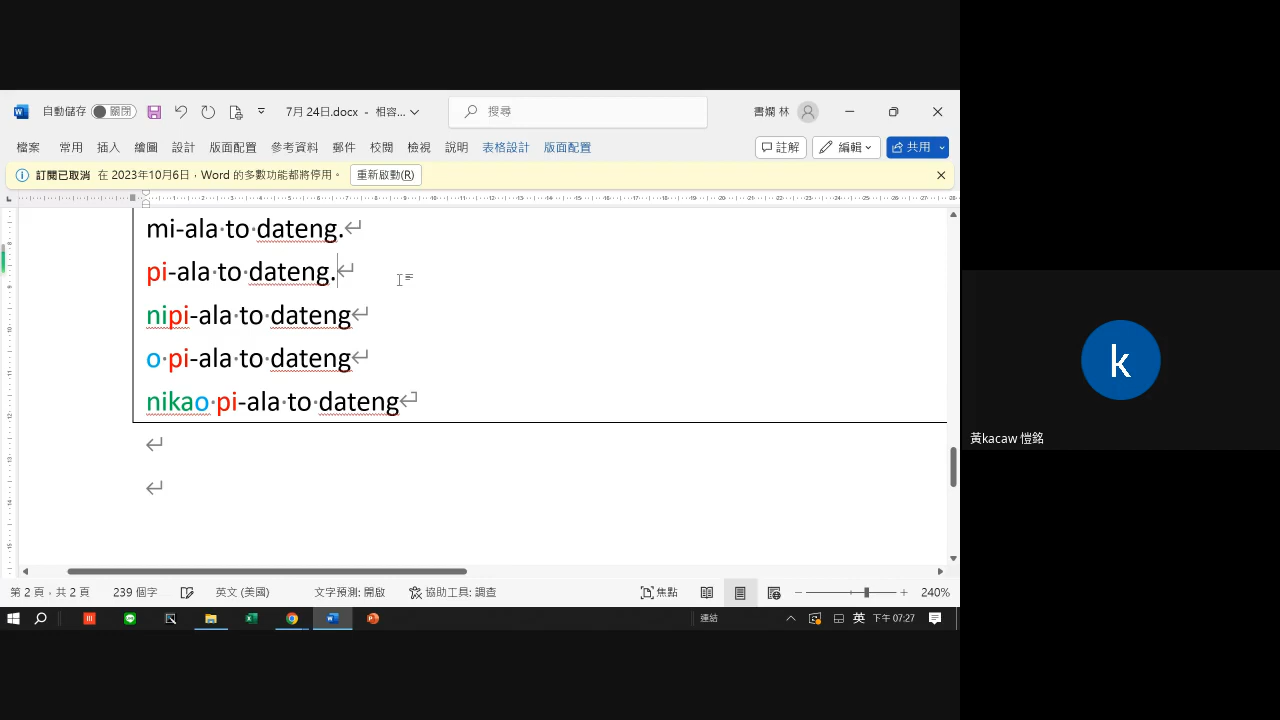 自動儲存 關閉 7月 24日.docx - 相容... 搜尋 書嫻 林
檔案 常用 插入 繪圖 設計 版面配置 參考資料 郵件 校閱 檢視 說明 表格設計 版面配置 註解 編輯 共用
訂閱已取消 在 2023年10月6日，Word 的多數功能都將停用。 重新啟動(R)
mi-ala to dateng.
pi-ala to dateng.
nipi-ala to dateng
o pi-ala to dateng
nikao pi-ala to dateng
k
黃kacaw 愷銘
第 2 頁，共 2 頁 239 個字 英文 (美國) 文字預測: 開啟 協助工具: 調查 焦點 240%
連結 英 下午 07:27